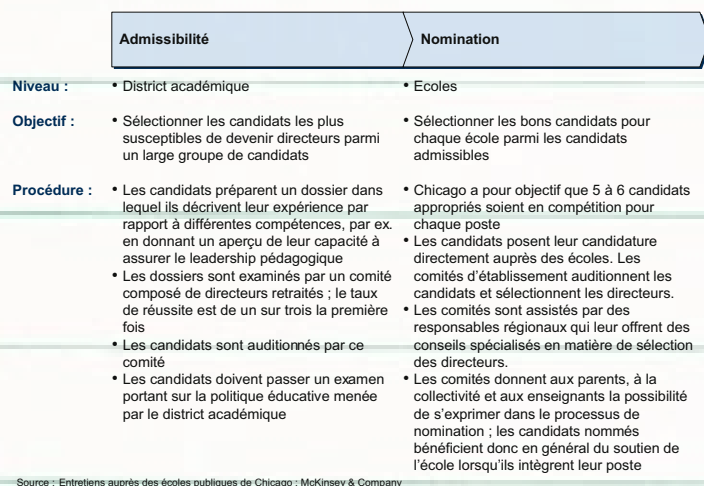 Admissibilité
Nomination
Niveau :
• District académique
• Ecoles
Objectif :
• Sélectionner les candidats les plus
susceptibles de devenir directeurs parmi
un large groupe de candidats
• Sélectionner les bons candidats pour
chaque école parmi les candidats
admissibles
Procédure :
• Les candidats préparent un dossier dans
lequel ils décrivent leur expérience par
rapport à différentes compétences, par ex.
en donnant un aperçu de leur capacité à
assurer le leadership pédagogique
• Les dossiers sont examinés par un comité
composé de directeurs retraités ; le taux
de réussite est de un sur trois la première
fois
• Les candidats sont auditionnés par ce
comité
• Les candidats doivent passer un examen
portant sur la politique éducative menée
par le district académique
• Chicago a pour objectif que 5 à 6 candidats
appropriés soient en compétition pour
chaque poste
• Les candidats posent leur candidature
directement auprès des écoles. Les
comités d'établissement auditionnent les
candidats et sélectionnent les directeurs.
• Les comités sont assistés par des
responsables régionaux qui leur offrent des
conseils spécialisés en matière de sélection
des directeurs.
• Les comités donnent aux parents, à la
collectivité et aux enseignants la possibilité
de s'exprimer dans le processus de
nomination ; les candidats nommés
bénéficient donc en général du soutien de
l'école lorsqu'ils intègrent leur poste
Source : Entretiens auprès des écoles publiques de Chicago ; McKinsey & Company